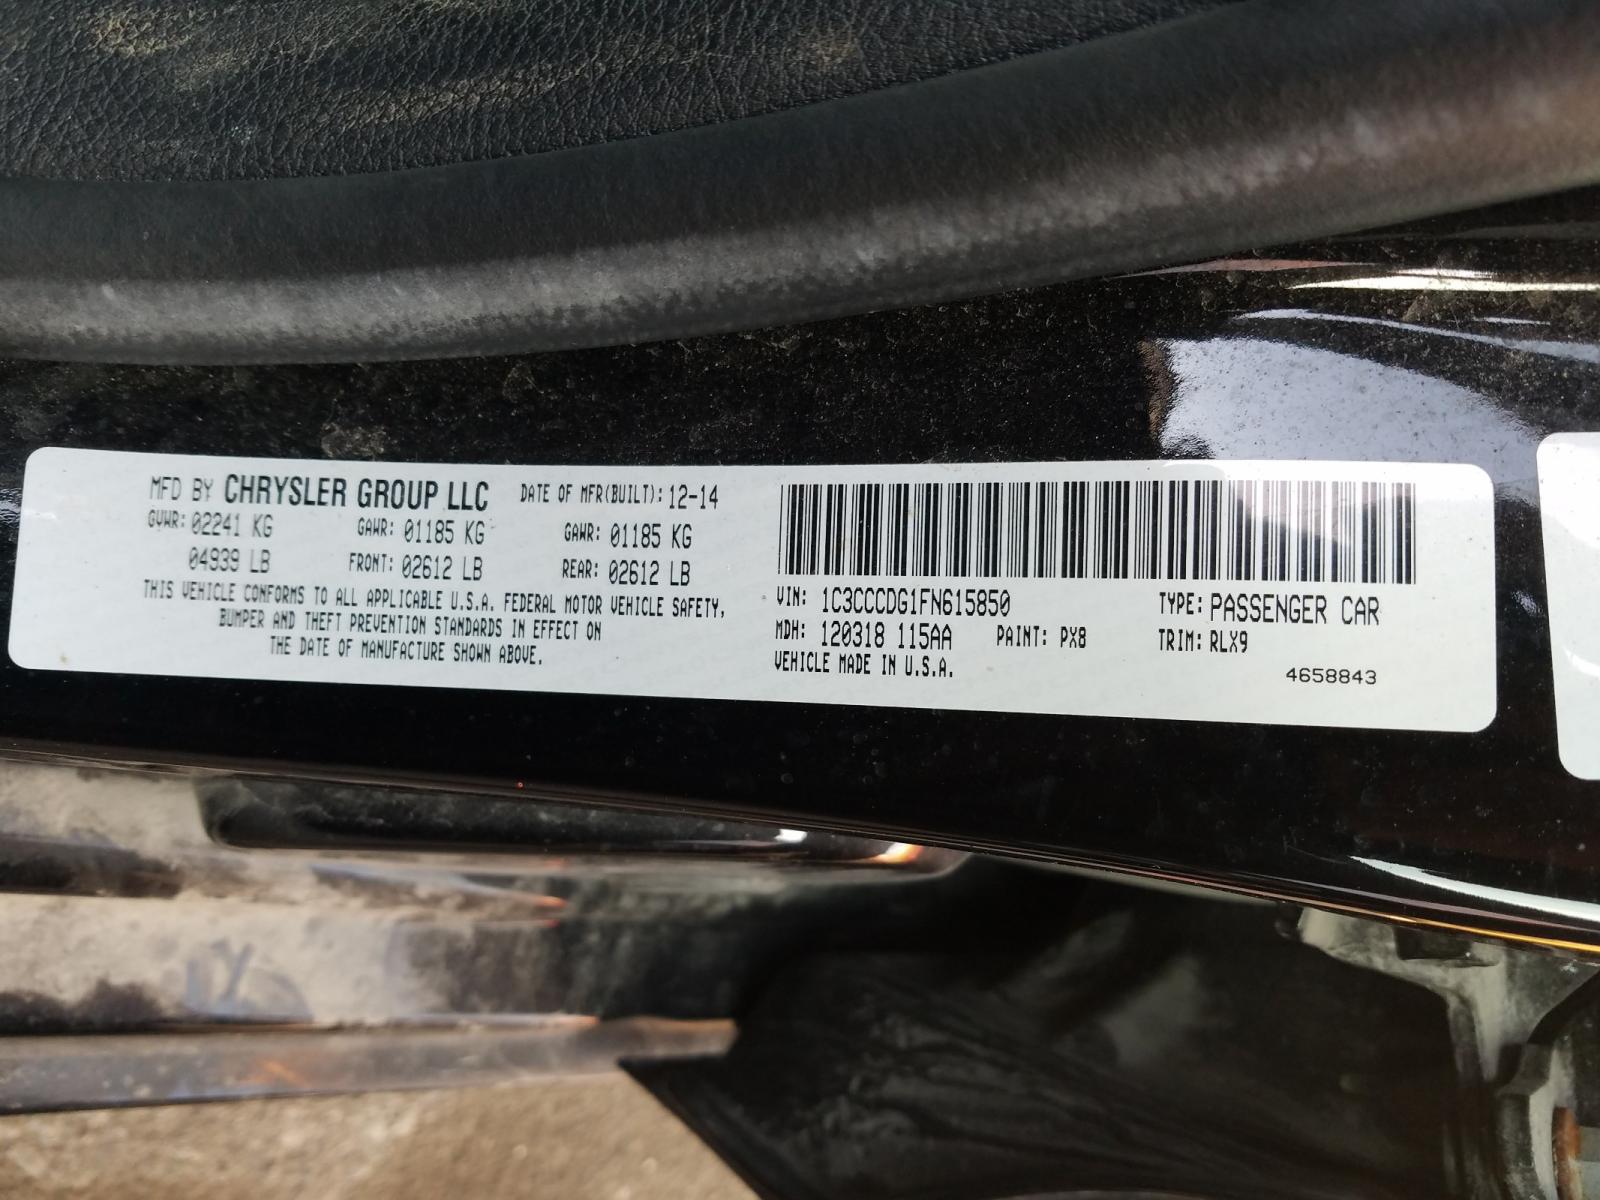 MFD BY CHRYSLER GROUP LLC DATE OF MFR(BUILT): 12-14
GVWR: 02241 KG GAWR: 01185 KG GAWR: 01185 KG
04939 LB FRONT: 02612 LB REAR: 02612 LB
THIS VEHICLE CONFORMS TO ALL APPLICABLE U.S.A. FEDERAL MOTOR VEHICLE SAFETY,
BUMPER AND THEFT PREVENTION STANDARDS IN EFFECT ON
THE DATE OF MANUFACTURE SHOWN ABOVE.
VIN: 1C3CCCDG1FN615850 TYPE: PASSENGER CAR
MDH: 120318 115AA PAINT: PX8 TRIM: RLX9
VEHICLE MADE IN U.S.A. 4658843